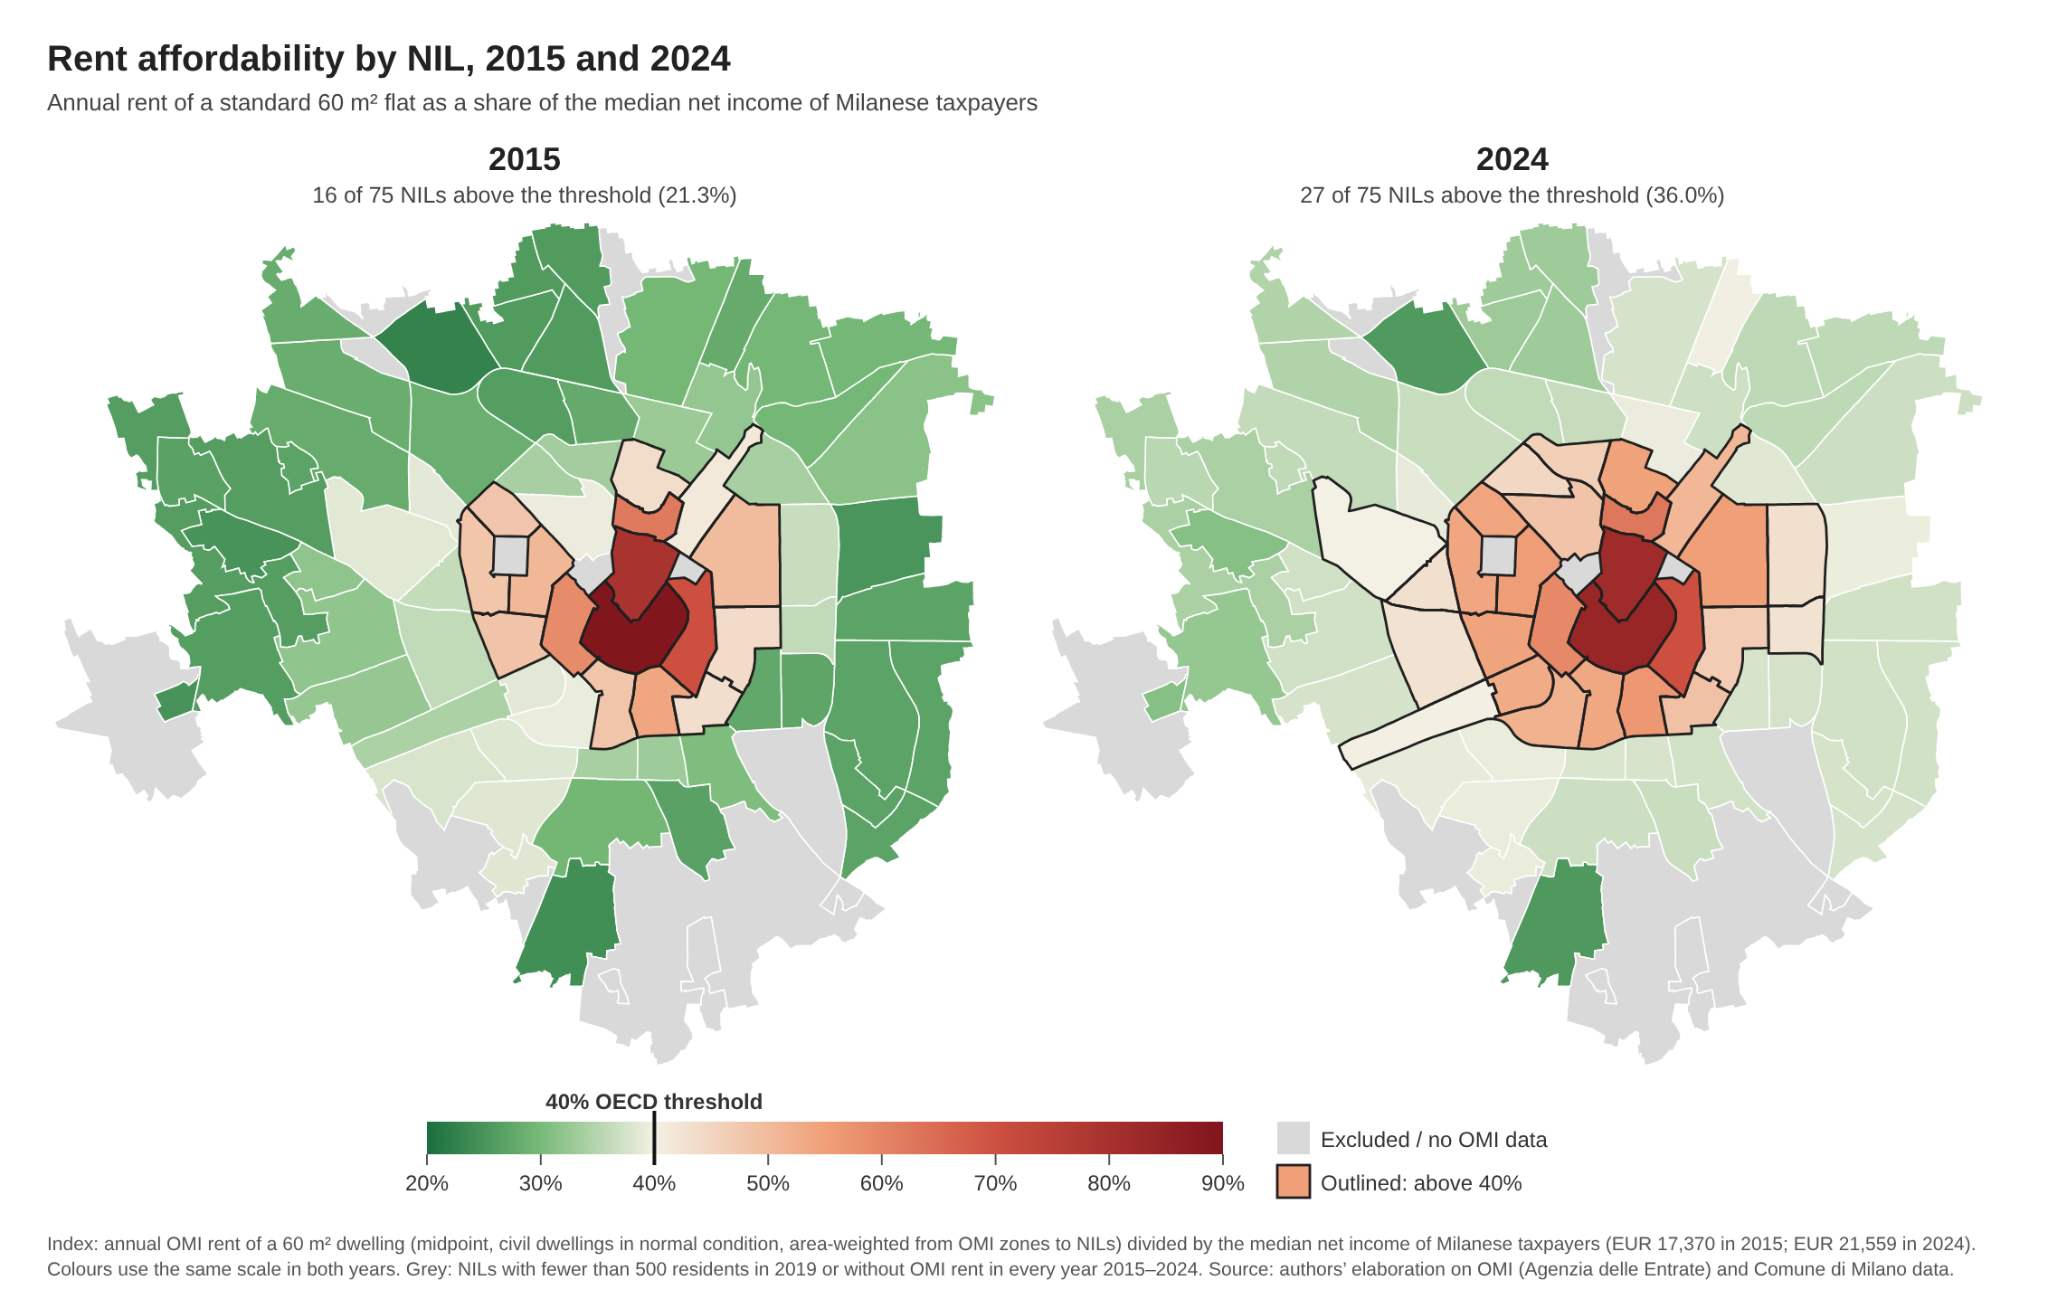 Rent affordability by NIL, 2015 and 2024
Annual rent of a standard 60 m² flat as a share of the median net income of Milanese taxpayers
2015
16 of 75 NILs above the threshold (21.3%)
2024
27 of 75 NILs above the threshold (36.0%)
40% OECD threshold
20% 30% 40% 50% 60% 70% 80% 90%
Excluded / no OMI data
Outlined: above 40%
Index: annual OMI rent of a 60 m² dwelling (midpoint, civil dwellings in normal condition, area-weighted from OMI zones to NILs) divided by the median net income of Milanese taxpayers (EUR 17,370 in 2015; EUR 21,559 in 2024).
Colours use the same scale in both years. Grey: NILs with fewer than 500 residents in 2019 or without OMI rent in every year 2015–2024. Source: authors’ elaboration on OMI (Agenzia delle Entrate) and Comune di Milano data.